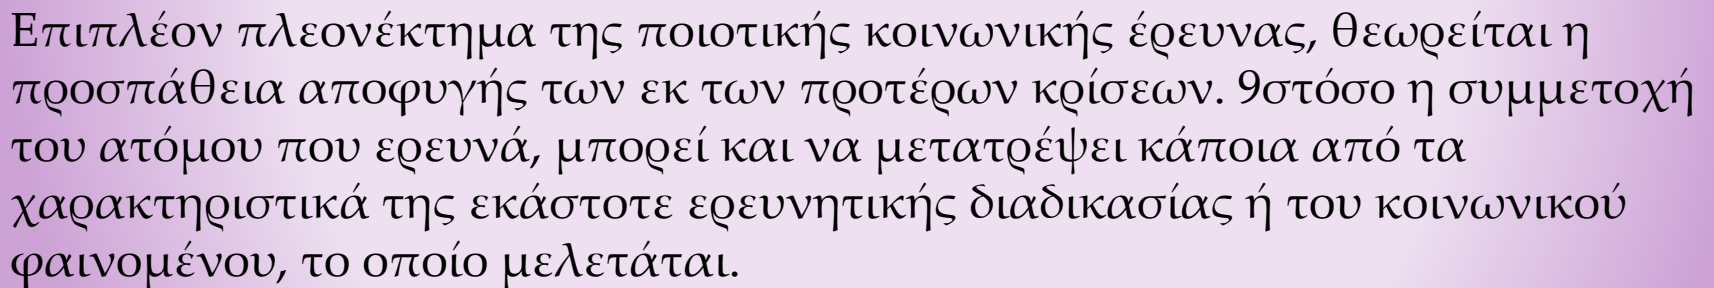 Επιπλέον πλεονέκτημα της ποιοτικής κοινωνικής έρευνας, θεωρείται η
προσπάθεια αποφυγής των εκ των προτέρων κρίσεων. 9στόσο η συμμετοχή
του ατόμου που ερευνά, μπορεί και να μετατρέψει κάποια από τα
χαρακτηριστικά της εκάστοτε ερευνητικής διαδικασίας ή του κοινωνικού
φαινομένου, το οποίο μελετάται.